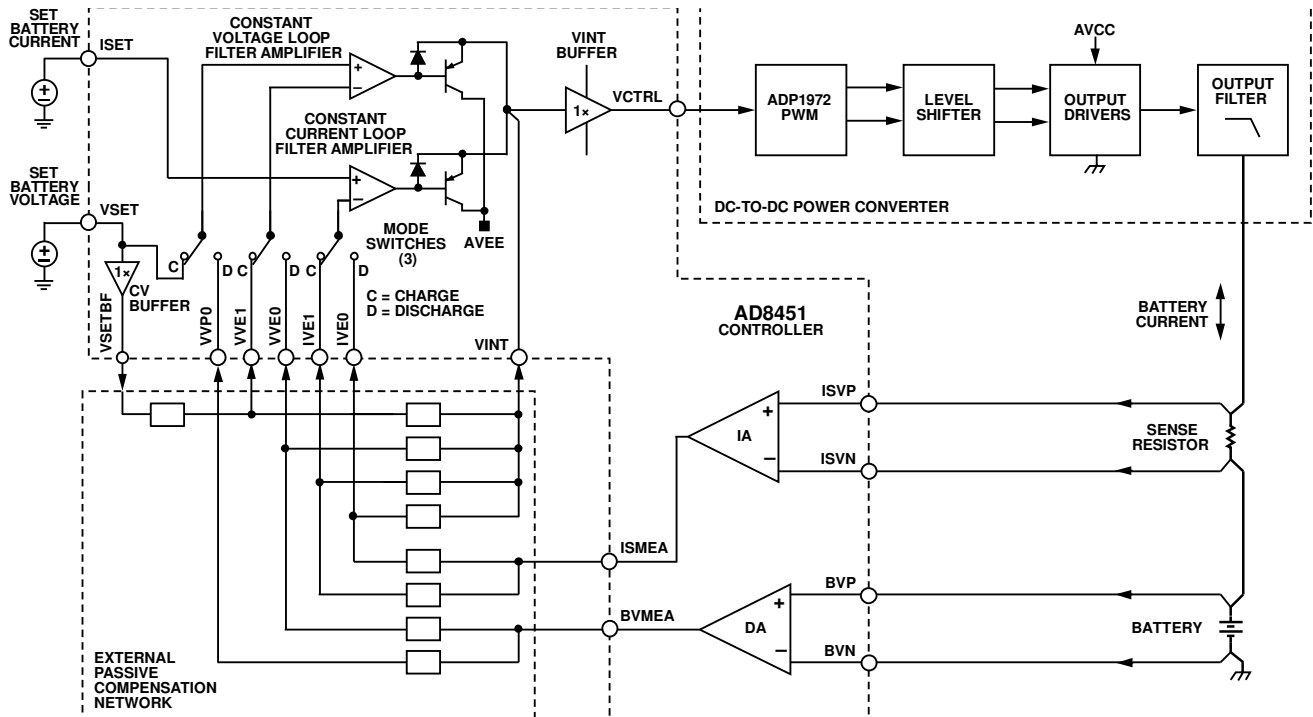 SET
BATTERY
CURRENT
ISET
CONSTANT
VOLTAGE LOOP
FILTER AMPLIFIER
+
−
VINT
BUFFER
1×
VCTRL
ADP1972
PWM
LEVEL
SHIFTER
AVCC
OUTPUT
DRIVERS
OUTPUT
FILTER
DC-TO-DC POWER CONVERTER
CONSTANT
CURRENT LOOP
FILTER AMPLIFIER
+
−
SET
BATTERY
VOLTAGE
VSET
1×
CV
BUFFER
C
D
C
D
C
D
MODE
SWITCHES
(3)
AVEE
C = CHARGE
D = DISCHARGE
VSETBF
VVP0
VVE1
VVE0
IVE1
IVE0
VINT
AD8451
CONTROLLER
BATTERY
CURRENT
ISVP
+
IA
−
ISVN
SENSE
RESISTOR
ISMEA
BVMEA
BVP
+
DA
−
BVN
BATTERY
EXTERNAL
PASSIVE
COMPENSATION
NETWORK